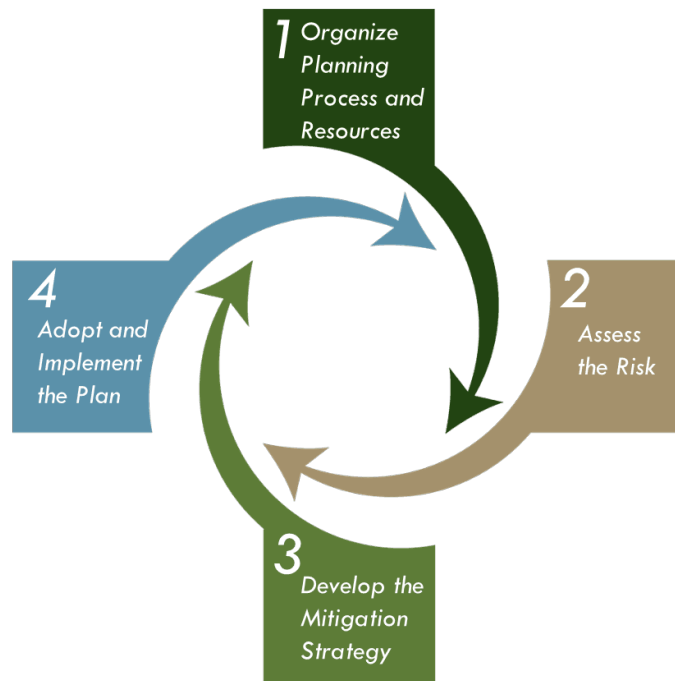 1 Organize
Planning
Process and
Resources
2
Assess
the Risk
3 Develop the
Mitigation
Strategy
4
Adopt and
Implement
the Plan